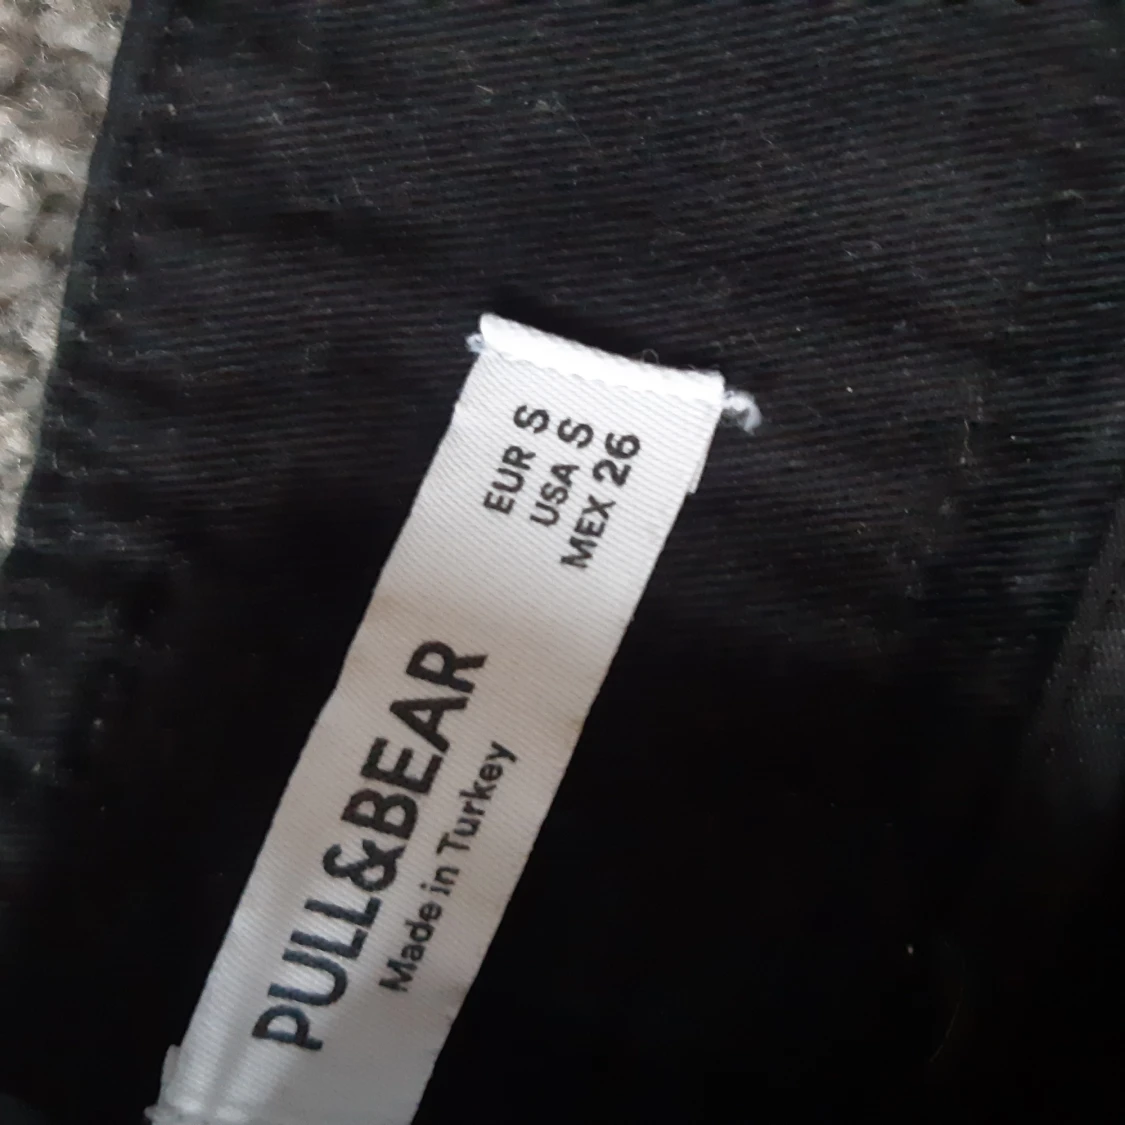 EUR S
USA S
MEX 26
PULL&BEAR
Made in Turkey